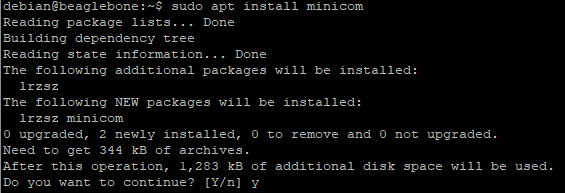 debian@beaglebone:~$ sudo apt install minicom
Reading package lists... Done
Building dependency tree
Reading state information... Done
The following additional packages will be installed:
  lrzsz
The following NEW packages will be installed:
  lrzsz minicom
0 upgraded, 2 newly installed, 0 to remove and 0 not upgraded.
Need to get 344 kB of archives.
After this operation, 1,283 kB of additional disk space will be used.
Do you want to continue? [Y/n] y